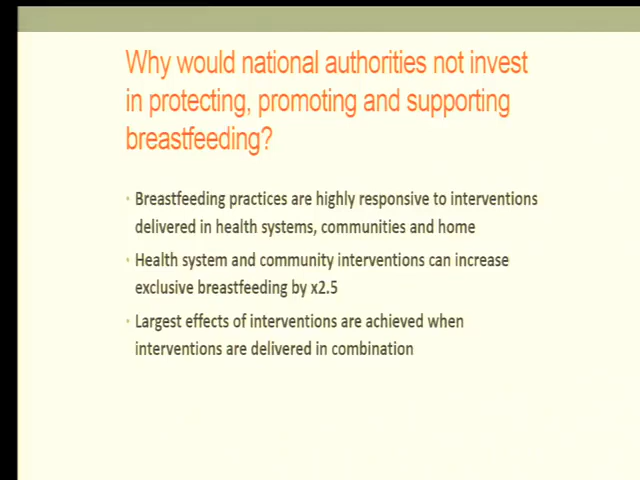 Why would national authorities not invest
in protecting, promoting and supporting
breastfeeding?
• Breastfeeding practices are highly responsive to interventions
delivered in health systems, communities and home
• Health system and community interventions can increase
exclusive breastfeeding by x2.5
• Largest effects of interventions are achieved when
interventions are delivered in combination